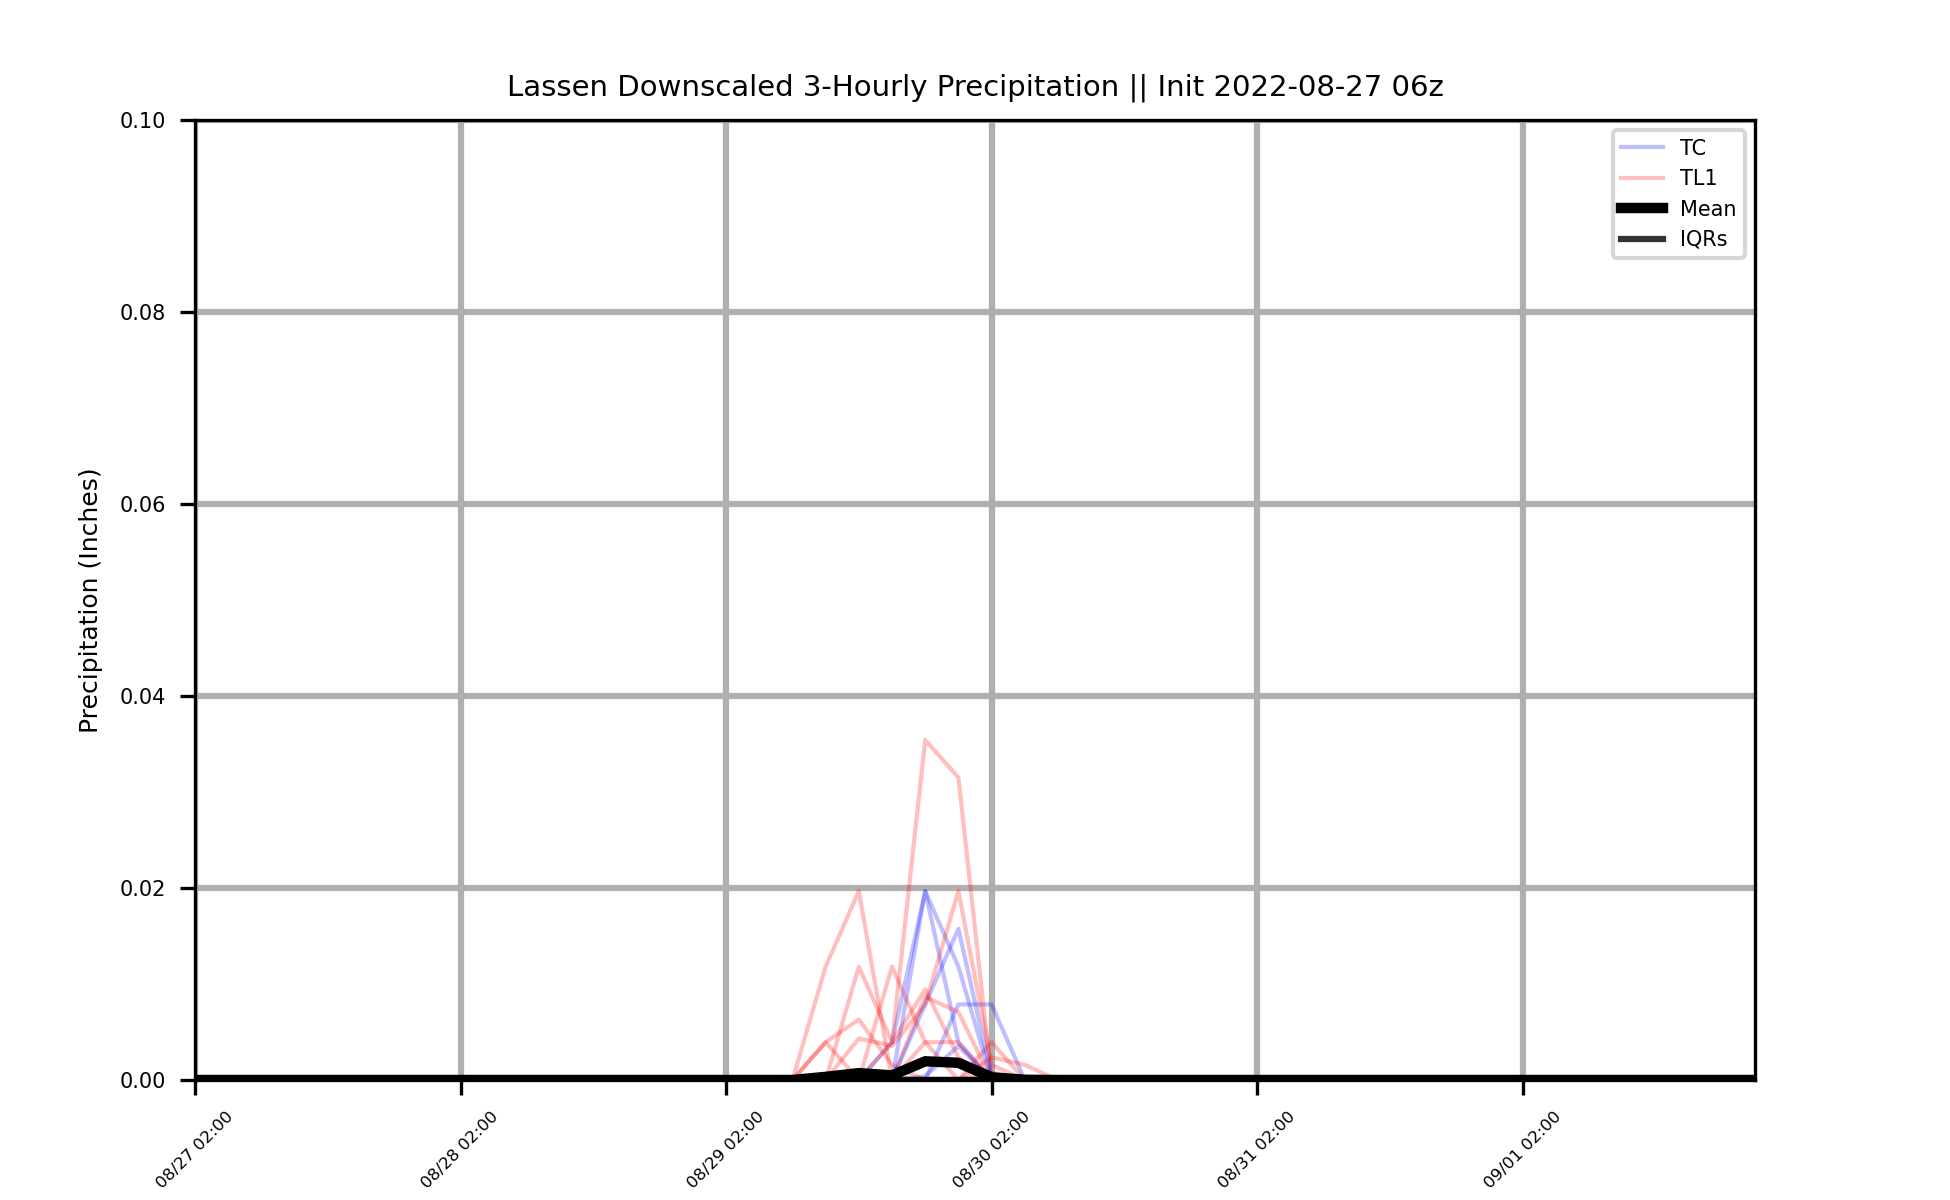 Lassen Downscaled 3-Hourly Precipitation || Init 2022-08-27 06z
TC
TL1
Mean
IQRs
Precipitation (Inches)
0.10
0.08
0.06
0.04
0.02
0.00
08/27 02:00
08/28 02:00
08/29 02:00
08/30 02:00
08/31 02:00
09/01 02:00